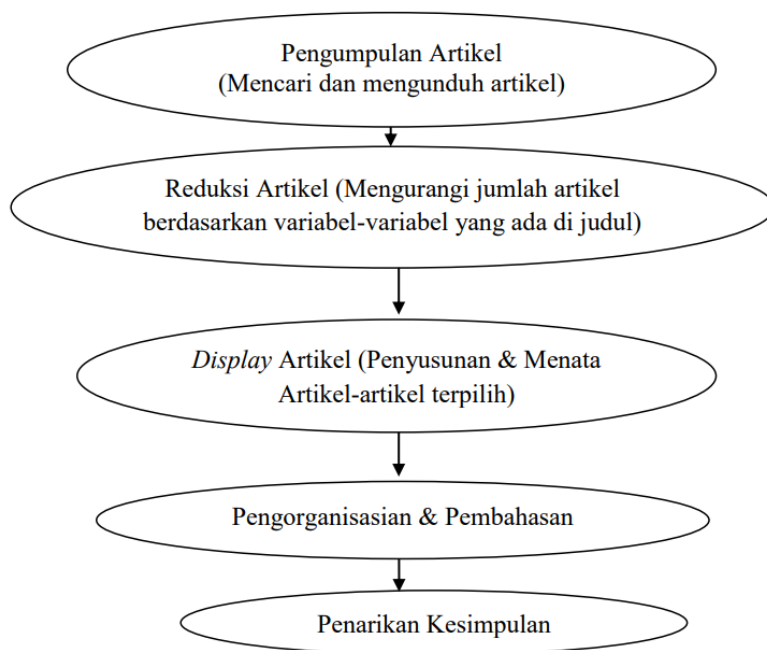 Pengumpulan Artikel
(Mencari dan mengunduh artikel)
Reduksi Artikel (Mengurangi jumlah artikel
berdasarkan variabel-variabel yang ada di judul)
Display Artikel (Penyusunan & Menata
Artikel-artikel terpilih)
Pengorganisasian & Pembahasan
Penarikan Kesimpulan